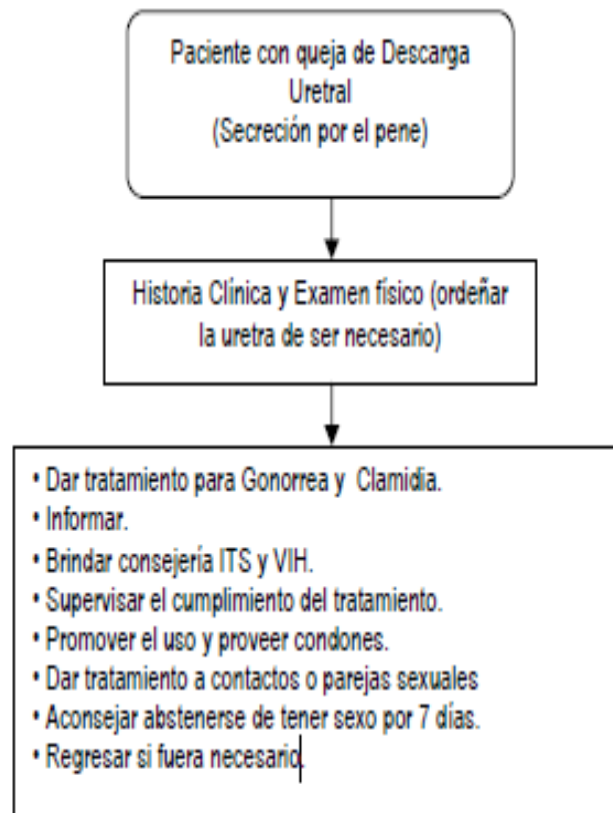 Paciente con queja de Descarga
Uretral
(Secreción por el pene)
Historia Clínica y Examen físico (ordeñar
la uretra de ser necesario)
• Dar tratamiento para Gonorrea y Clamidia.
• Informar.
• Brindar consejería ITS y VIH.
• Supervisar el cumplimiento del tratamiento.
• Promover el uso y proveer condones.
• Dar tratamiento a contactos o parejas sexuales
• Aconsejar abstenerse de tener sexo por 7 días.
• Regresar si fuera necesario.